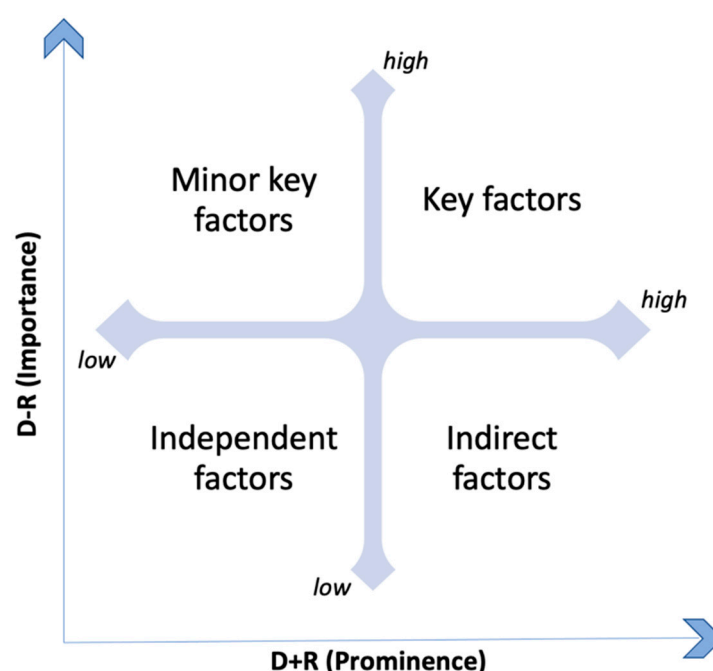 high
Minor key
factors
Key factors
high
low
D-R (Importance)
Independent
factors
Indirect
factors
low
D+R (Prominence)